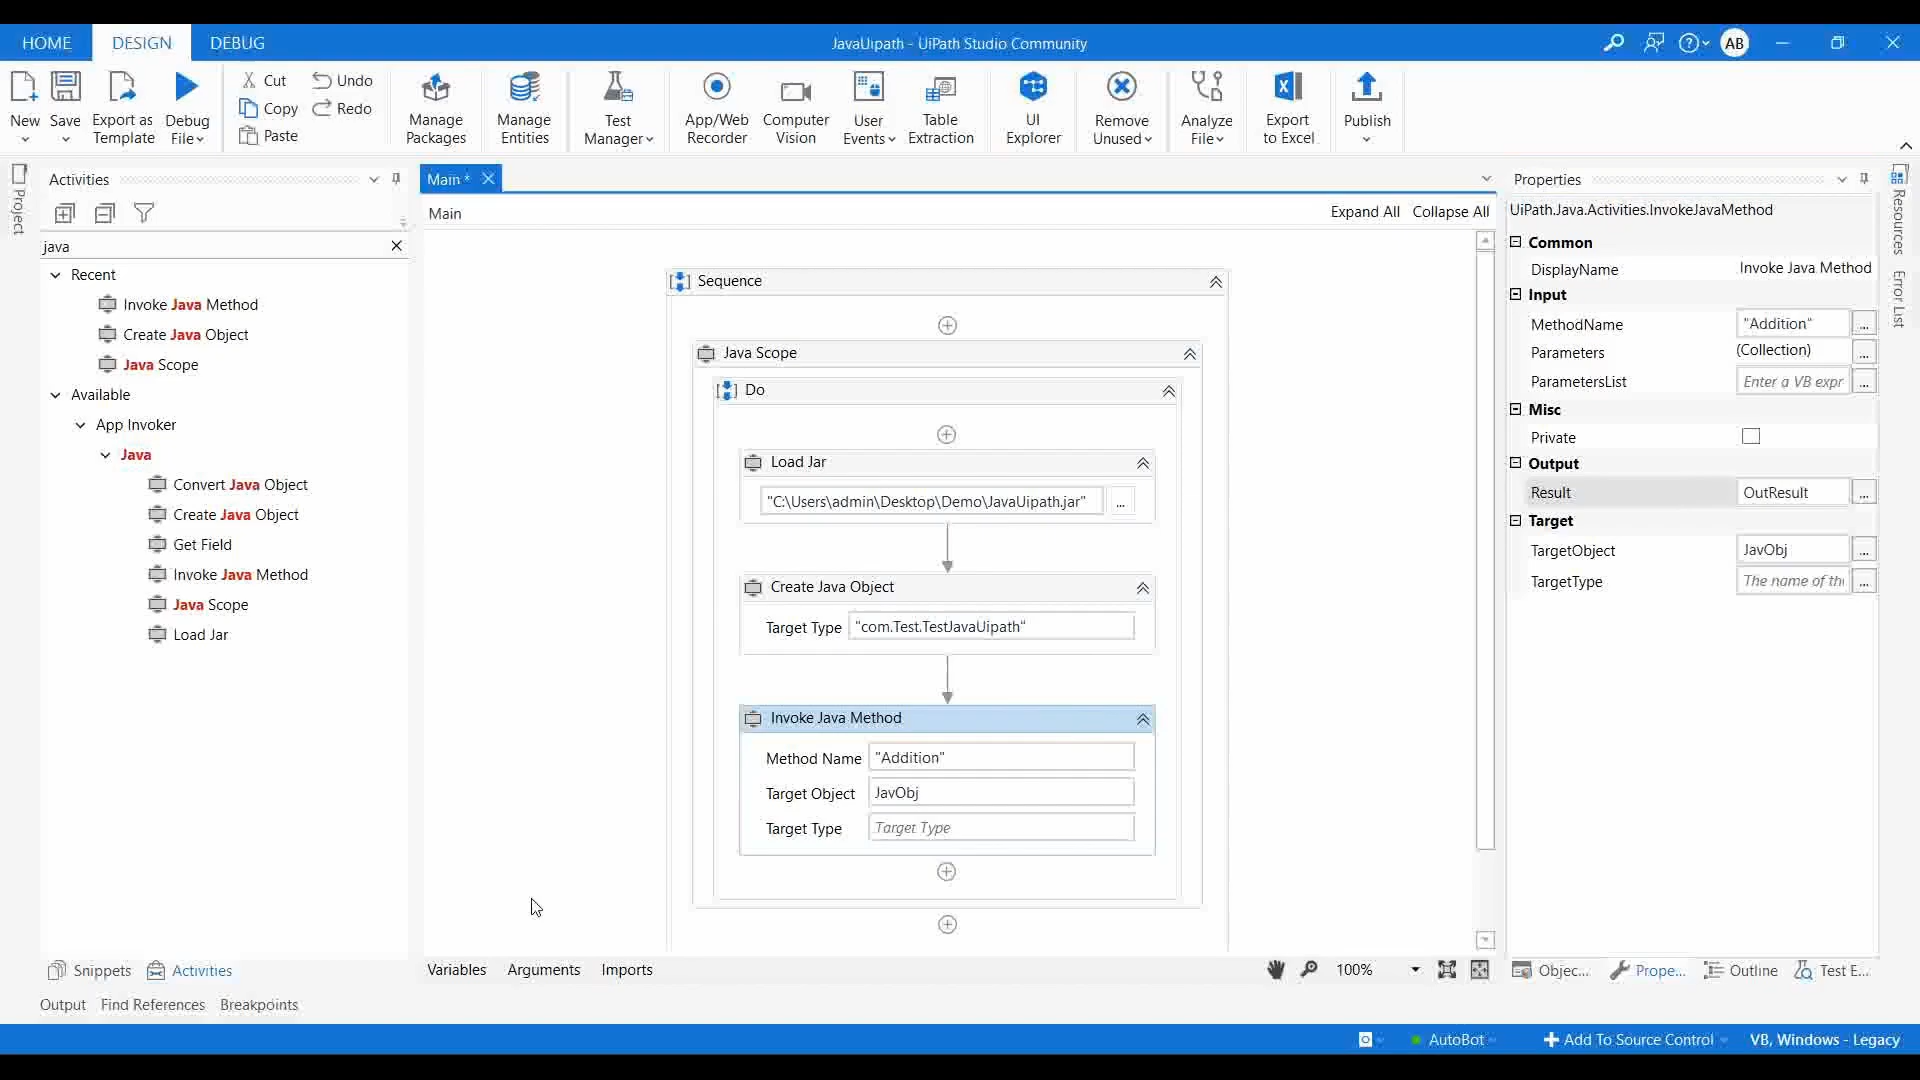 HOME DESIGN DEBUG JavaUipath - UiPath Studio Community AB
New Save Export as Template Debug File Cut Copy Paste Undo Redo Manage Packages Manage Entities Test Manager App/Web Recorder Computer Vision User Events Table Extraction UI Explorer Remove Unused Analyze File Export to Excel Publish
Project
Activities
java
Recent
Invoke Java Method
Create Java Object
Java Scope
Available
App Invoker
Java
Convert Java Object
Create Java Object
Get Field
Invoke Java Method
Java Scope
Load Jar
Snippets Activities
Main *
Main Expand All Collapse All
Sequence
Java Scope
Do
Load Jar
"C:\Users\admin\Desktop\Demo\JavaUipath.jar" ...
Create Java Object
Target Type "com.Test.TestJavaUipath"
Invoke Java Method
Method Name "Addition"
Target Object JavObj
Target Type Target Type
Variables Arguments Imports 100%
Properties
UiPath.Java.Activities.InvokeJavaMethod
Common
DisplayName Invoke Java Method
Input
MethodName "Addition" ...
Parameters (Collection) ...
ParametersList Enter a VB expr ...
Misc
Private
Output
Result OutResult ...
Target
TargetObject JavObj ...
TargetType The name of th ...
Objec... Prope... Outline Test E...
Resources
Error List
Output Find References Breakpoints
AutoBot Add To Source Control VB, Windows - Legacy